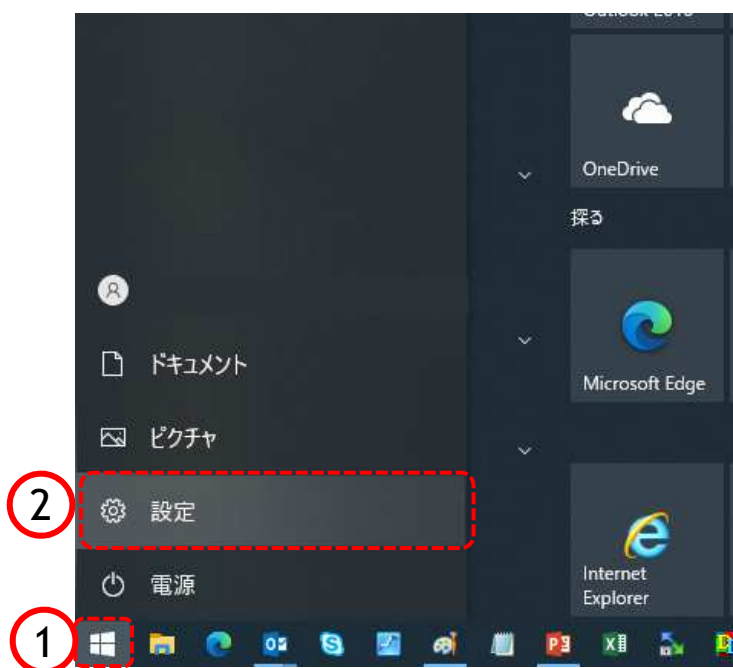 OneDrive
探る
Microsoft Edge
ドキュメント
ピクチャ
2
設定
Internet
Explorer
電源
1